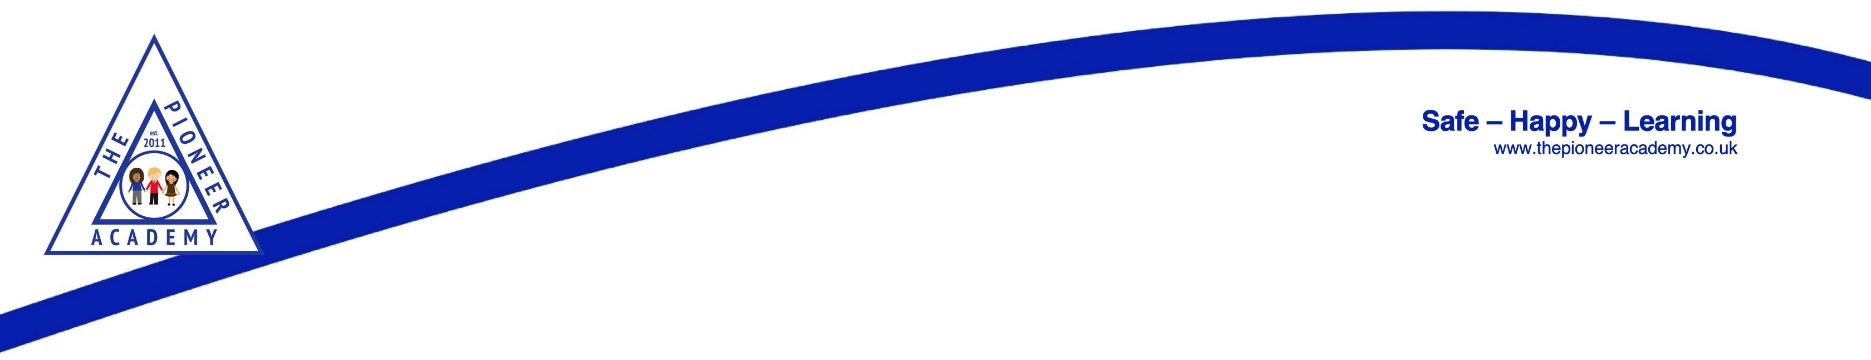 THE PIONEER
est.
2011
ACADEMY
Safe – Happy – Learning
www.thepioneeracademy.co.uk